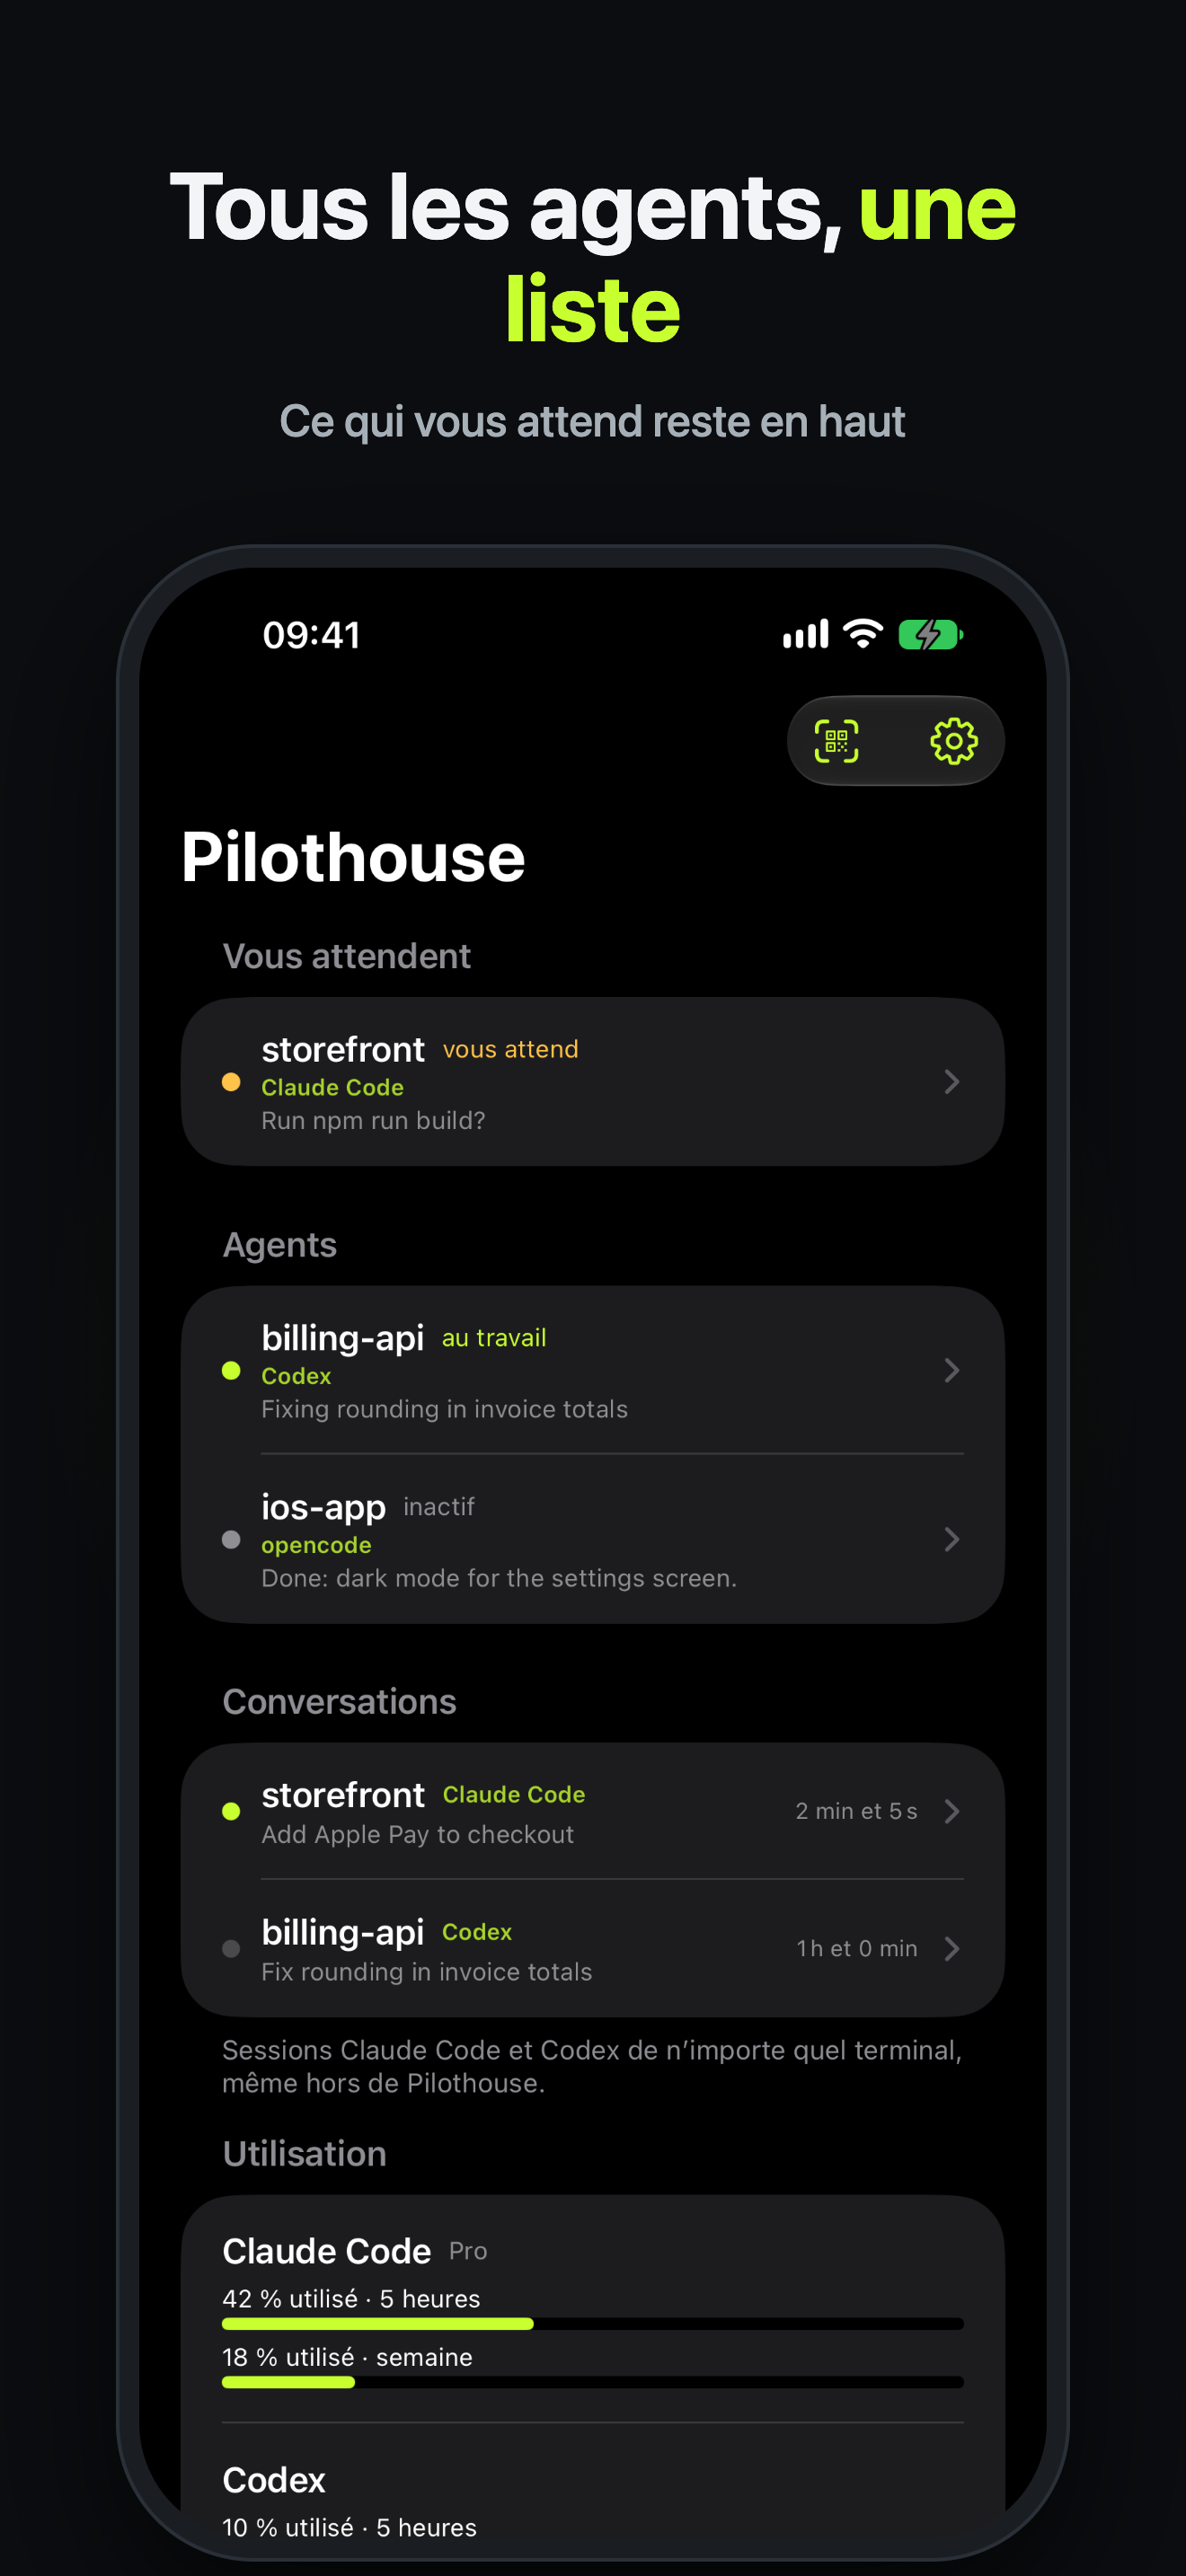 Tous les agents, une
liste
Ce qui vous attend reste en haut
09:41
Pilothouse
Vous attendent
storefront vous attend
Claude Code
Run npm run build?
Agents
billing-api au travail
Codex
Fixing rounding in invoice totals
ios-app inactif
opencode
Done: dark mode for the settings screen.
Conversations
storefront Claude Code 2 min et 5 s
Add Apple Pay to checkout
billing-api Codex 1 h et 0 min
Fix rounding in invoice totals
Sessions Claude Code et Codex de n’importe quel terminal,
même hors de Pilothouse.
Utilisation
Claude Code Pro
42 % utilisé · 5 heures
18 % utilisé · semaine
Codex
10 % utilisé · 5 heures